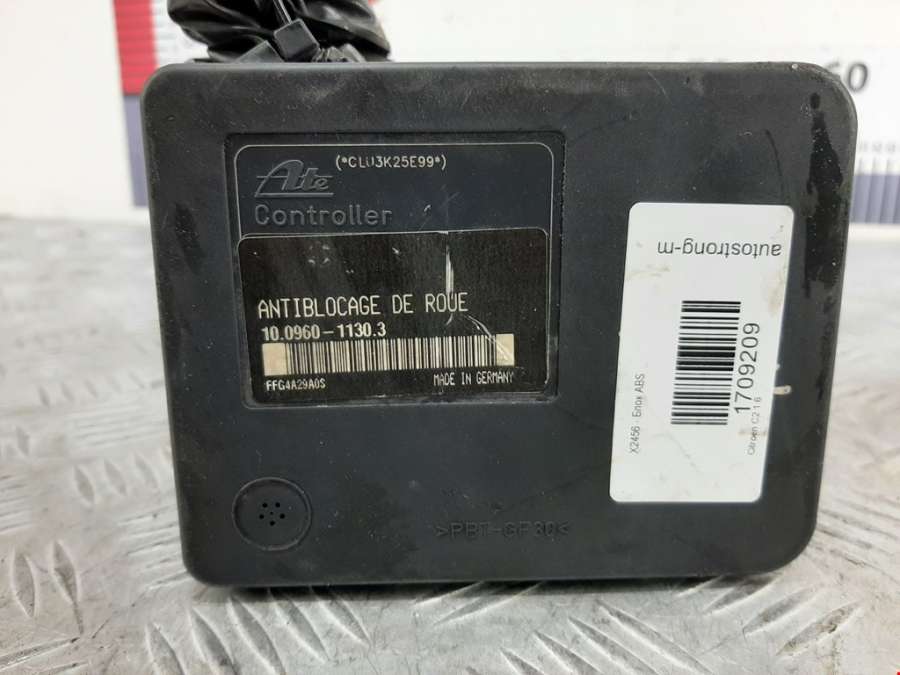 60
(*CLU3K25E99*)
Ate
Controller
ANTIBLOCAGE DE ROUE
10.0960-1130.3
FFG4A29A0S
MADE IN GERMANY
>PBT-GF30<
autostrong-m
1709209
X2456 : Блок ABS
Citroen C2 1 6